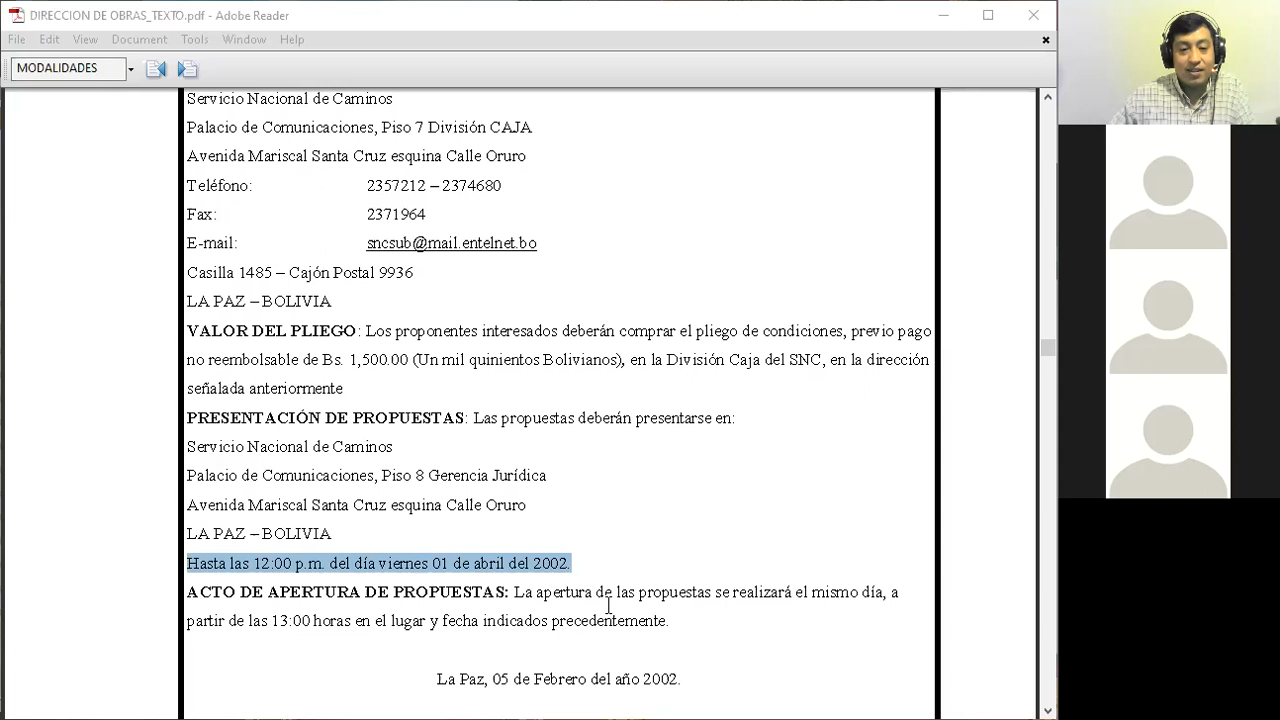 DIRECCION DE OBRAS_TEXTO.pdf - Adobe Reader
File Edit View Document Tools Window Help
MODALIDADES
Servicio Nacional de Caminos
Palacio de Comunicaciones, Piso 7 División CAJA
Avenida Mariscal Santa Cruz esquina Calle Oruro
Teléfono: 2357212 – 2374680
Fax: 2371964
E-mail: sncsub@mail.entelnet.bo
Casilla 1485 – Cajón Postal 9936
LA PAZ – BOLIVIA
VALOR DEL PLIEGO: Los proponentes interesados deberán comprar el pliego de condiciones, previo pago
no reembolsable de Bs. 1,500.00 (Un mil quinientos Bolivianos), en la División Caja del SNC, en la dirección
señalada anteriormente
PRESENTACIÓN DE PROPUESTAS: Las propuestas deberán presentarse en:
Servicio Nacional de Caminos
Palacio de Comunicaciones, Piso 8 Gerencia Jurídica
Avenida Mariscal Santa Cruz esquina Calle Oruro
LA PAZ – BOLIVIA
Hasta las 12:00 p.m. del día viernes 01 de abril del 2002.
ACTO DE APERTURA DE PROPUESTAS: La apertura de las propuestas se realizará el mismo día, a
partir de las 13:00 horas en el lugar y fecha indicados precedentemente.
La Paz, 05 de Febrero del año 2002.